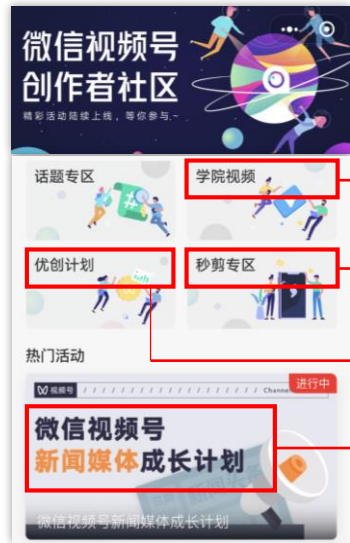 微信视频号
创作者社区
精彩活动陆续上线，等你参与~
话题专区
学院视频
优创计划
秒剪专区
热门活动
视频号
Channel
进行中
微信视频号
新闻媒体成长计划
微信视频号新闻媒体成长计划